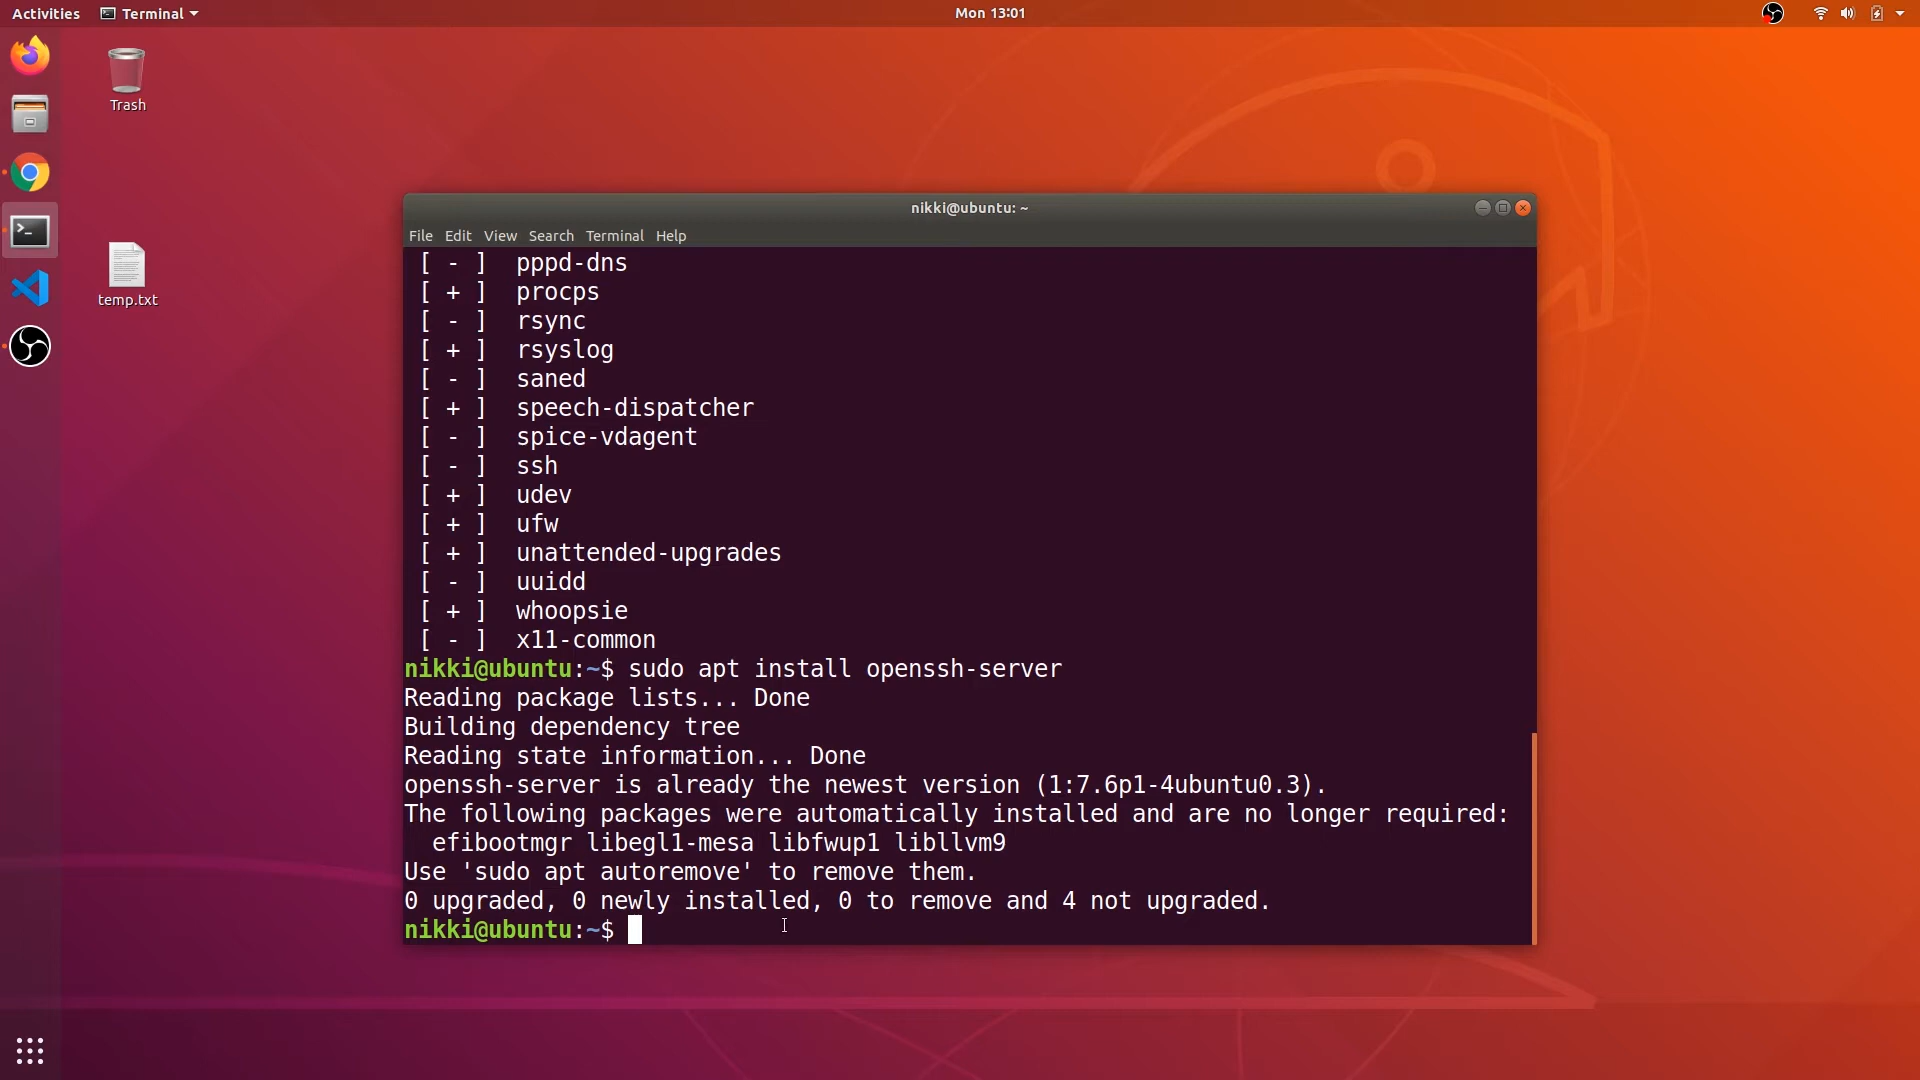 Activities Terminal Mon 13:01
Trash
temp.txt
nikki@ubuntu: ~
File Edit View Search Terminal Help
[ - ] pppd-dns
[ + ] procps
[ - ] rsync
[ + ] rsyslog
[ - ] saned
[ + ] speech-dispatcher
[ - ] spice-vdagent
[ - ] ssh
[ + ] udev
[ + ] ufw
[ + ] unattended-upgrades
[ - ] uuidd
[ + ] whoopsie
[ - ] x11-common
nikki@ubuntu:~$ sudo apt install openssh-server
Reading package lists... Done
Building dependency tree
Reading state information... Done
openssh-server is already the newest version (1:7.6p1-4ubuntu0.3).
The following packages were automatically installed and are no longer required:
efibootmgr libegl1-mesa libfwup1 libllvm9
Use 'sudo apt autoremove' to remove them.
0 upgraded, 0 newly installed, 0 to remove and 4 not upgraded.
nikki@ubuntu:~$